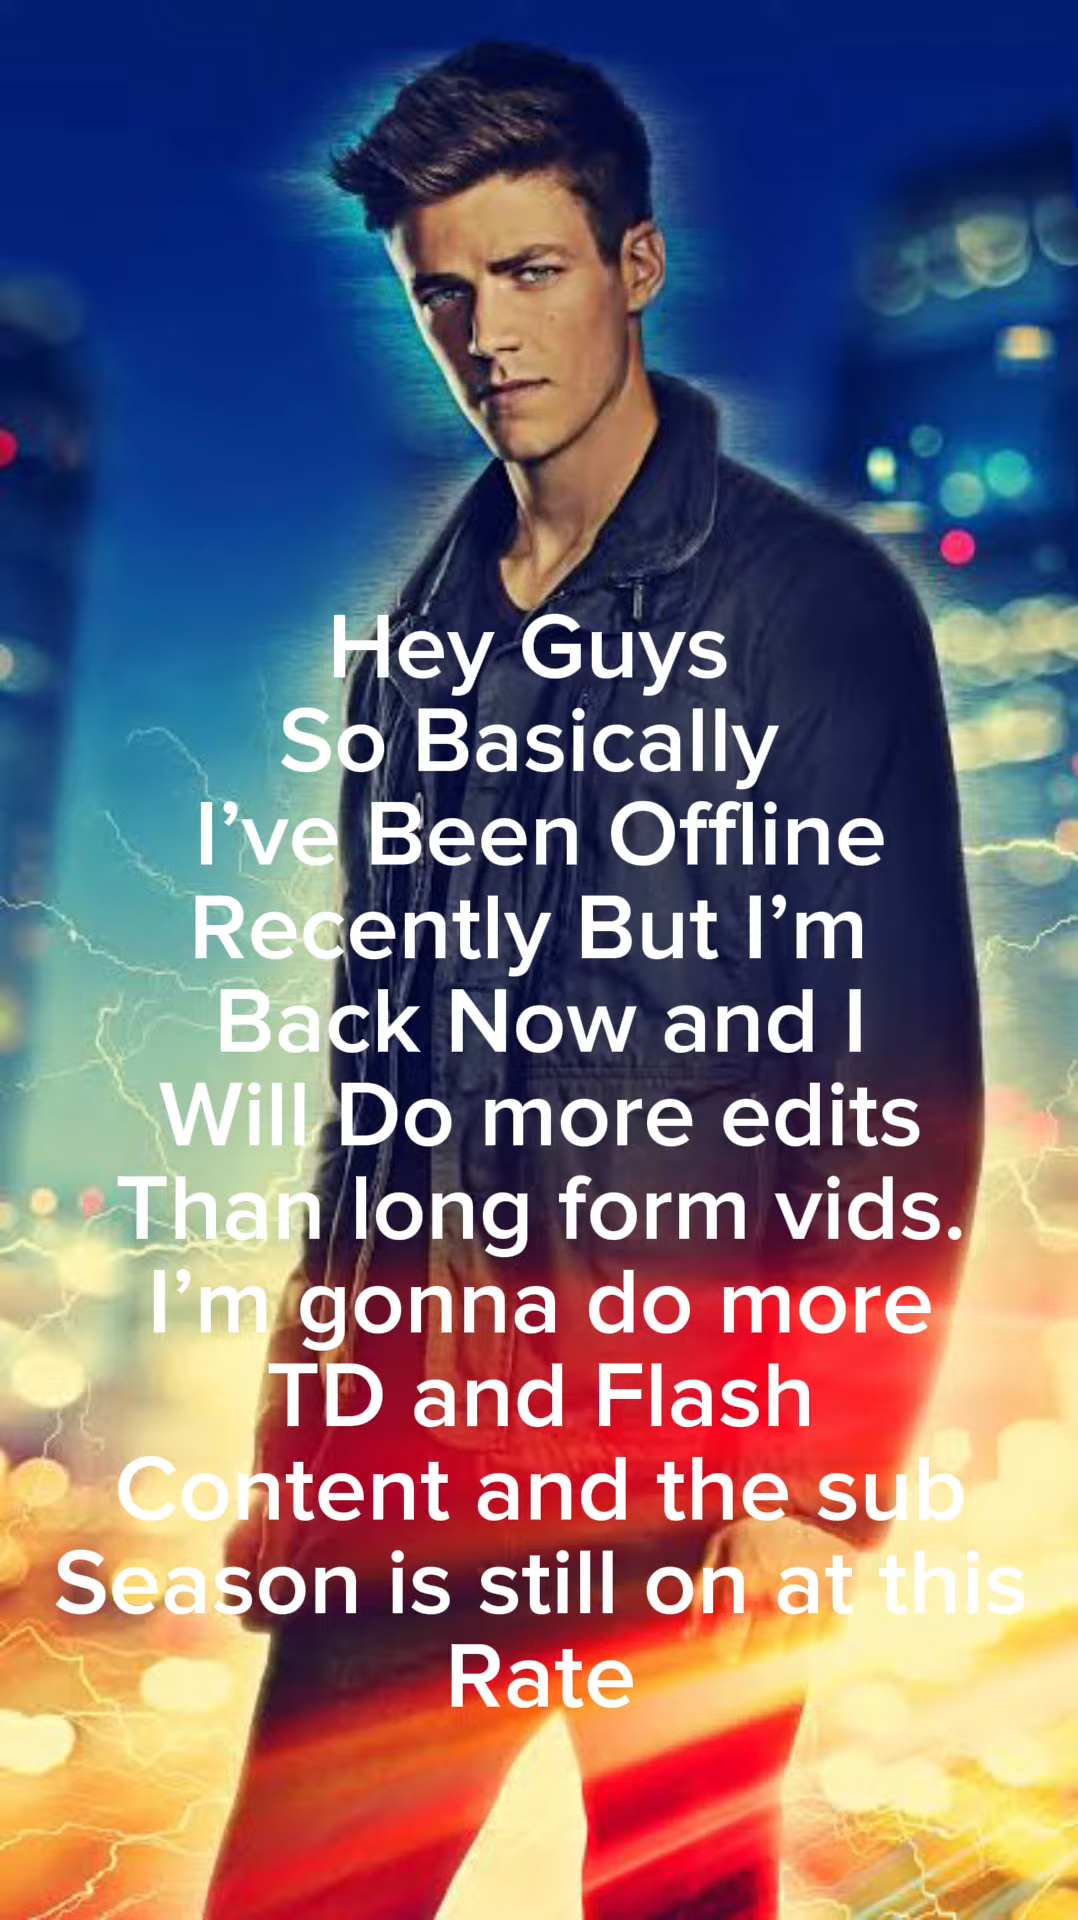 Hey Guys
So Basically
I’ve Been Offline
Recently But I’m
Back Now and I
Will Do more edits
Than long form vids.
I’m gonna do more
TD and Flash
Content and the sub
Season is still on at this
Rate